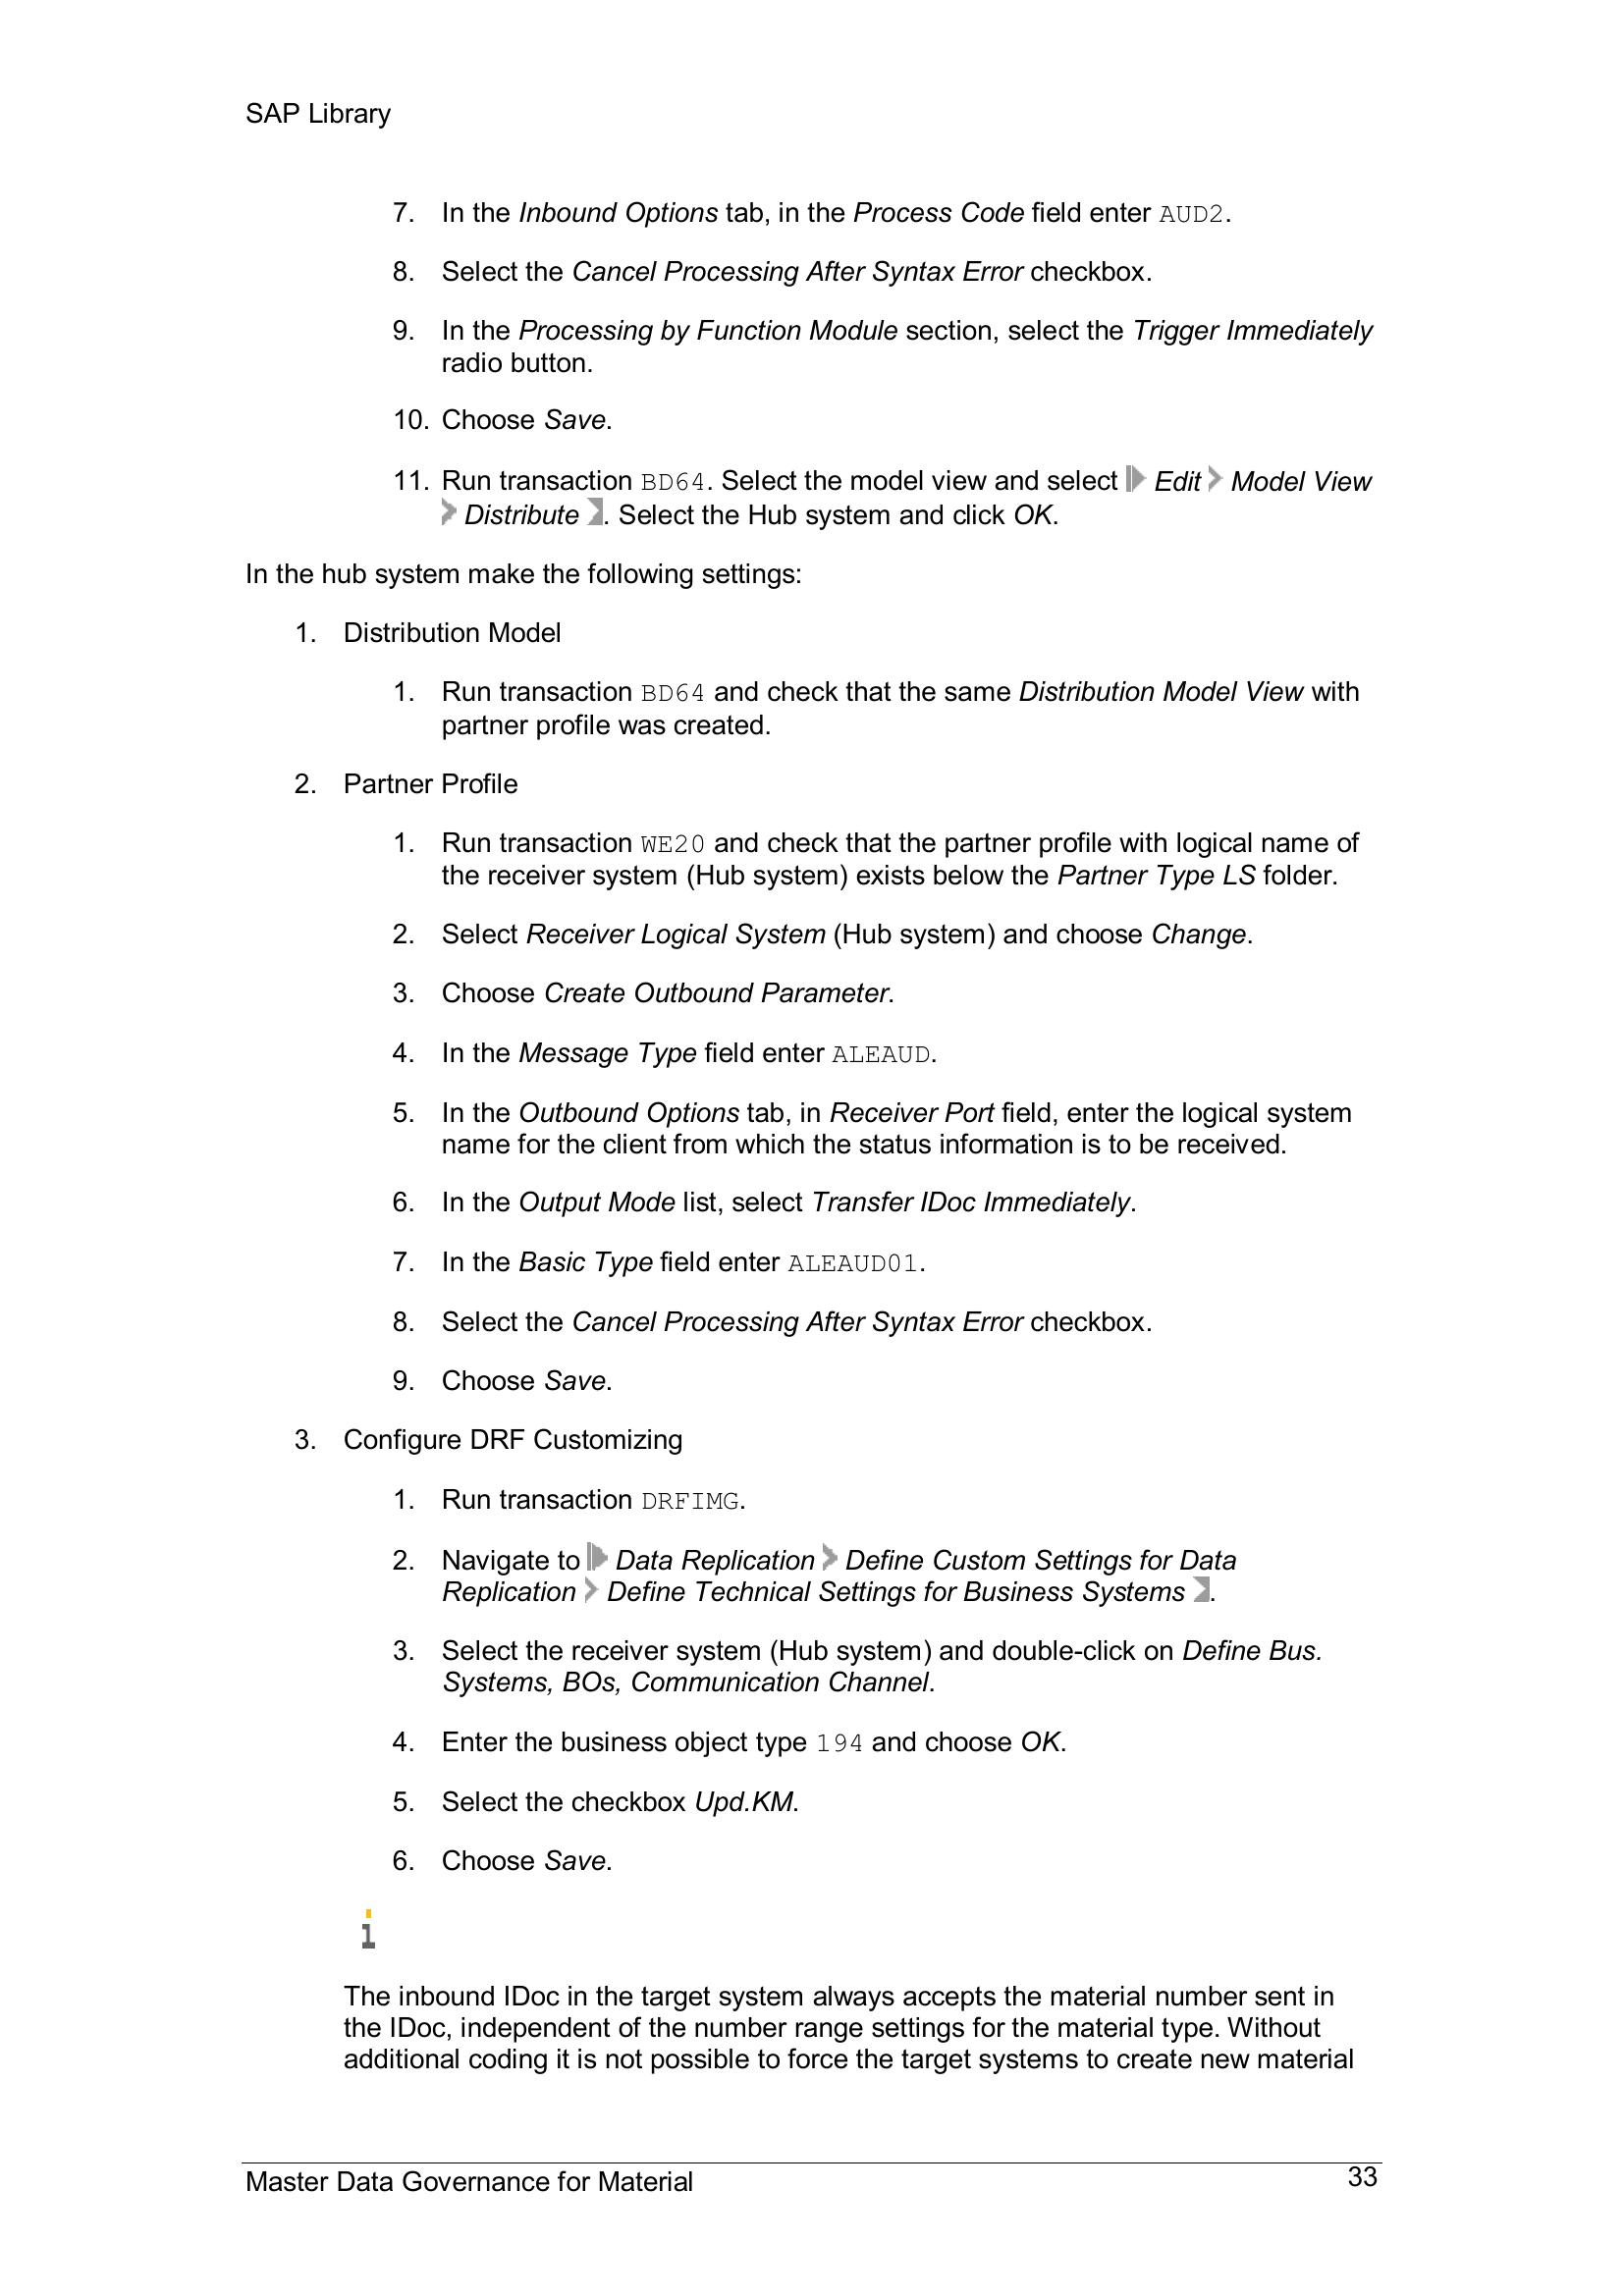 SAP Library
7. In the Inbound Options tab, in the Process Code field enter AUD2.
8. Select the Cancel Processing After Syntax Error checkbox.
9. In the Processing by Function Module section, select the Trigger Immediately
radio button.
10. Choose Save.
11. Run transaction BD64. Select the model view and select Edit Model View
Distribute . Select the Hub system and click OK.
In the hub system make the following settings:
1. Distribution Model
1. Run transaction BD64 and check that the same Distribution Model View with
partner profile was created.
2. Partner Profile
1. Run transaction WE20 and check that the partner profile with logical name of
the receiver system (Hub system) exists below the Partner Type LS folder.
2. Select Receiver Logical System (Hub system) and choose Change.
3. Choose Create Outbound Parameter.
4. In the Message Type field enter ALEAUD.
5. In the Outbound Options tab, in Receiver Port field, enter the logical system
name for the client from which the status information is to be received.
6. In the Output Mode list, select Transfer IDoc Immediately.
7. In the Basic Type field enter ALEAUD01.
8. Select the Cancel Processing After Syntax Error checkbox.
9. Choose Save.
3. Configure DRF Customizing
1. Run transaction DRFIMG.
2. Navigate to Data Replication Define Custom Settings for Data
Replication Define Technical Settings for Business Systems .
3. Select the receiver system (Hub system) and double-click on Define Bus.
Systems, BOs, Communication Channel.
4. Enter the business object type 194 and choose OK.
5. Select the checkbox Upd.KM.
6. Choose Save.
The inbound IDoc in the target system always accepts the material number sent in
the IDoc, independent of the number range settings for the material type. Without
additional coding it is not possible to force the target systems to create new material
Master Data Governance for Material 33